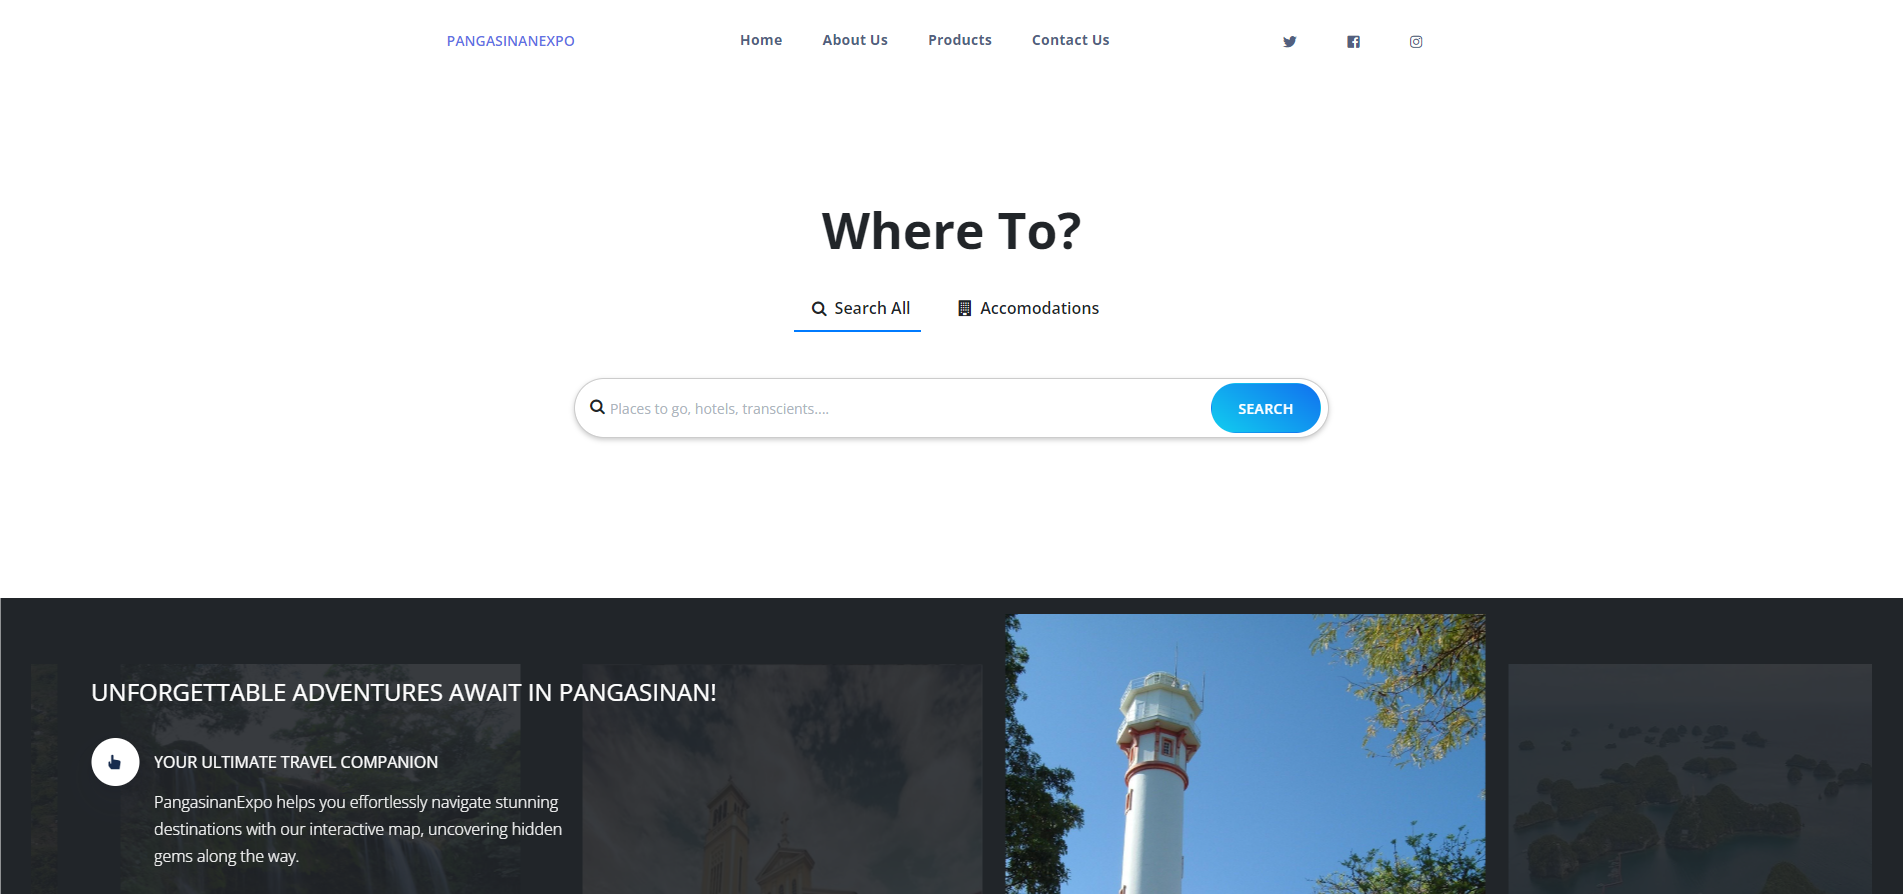 PANGASINANEXPO
Home About Us Products Contact Us
Where To?
Search All Accomodations
Places to go, hotels, transcients....
SEARCH
UNFORGETTABLE ADVENTURES AWAIT IN PANGASINAN!
YOUR ULTIMATE TRAVEL COMPANION
PangasinanExpo helps you effortlessly navigate stunning
destinations with our interactive map, uncovering hidden
gems along the way.